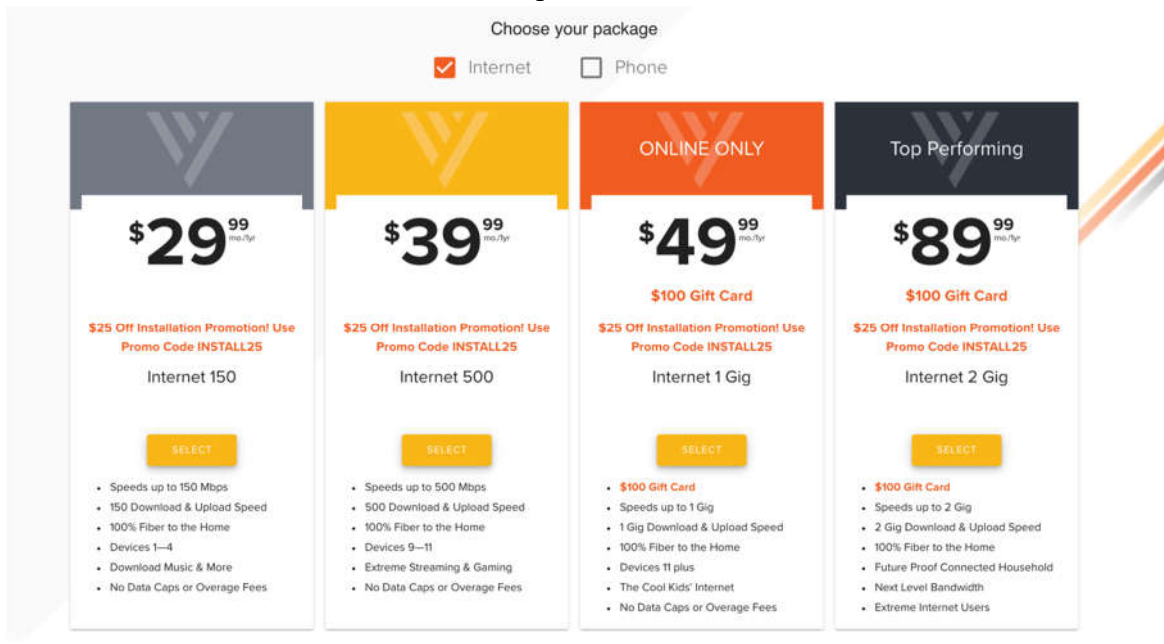 Choose your package
Internet
Phone
$29 99 mo./1yr
$25 Off Installation Promotion! Use
Promo Code INSTALL25
Internet 150
SELECT
• Speeds up to 150 Mbps
• 150 Download & Upload Speed
• 100% Fiber to the Home
• Devices 1—4
• Download Music & More
• No Data Caps or Overage Fees
$39 99 mo./1yr
$25 Off Installation Promotion! Use
Promo Code INSTALL25
Internet 500
SELECT
• Speeds up to 500 Mbps
• 500 Download & Upload Speed
• 100% Fiber to the Home
• Devices 9—11
• Extreme Streaming & Gaming
• No Data Caps or Overage Fees
ONLINE ONLY
$49 99 mo./1yr
$100 Gift Card
$25 Off Installation Promotion! Use
Promo Code INSTALL25
Internet 1 Gig
SELECT
• $100 Gift Card
• Speeds up to 1 Gig
• 1 Gig Download & Upload Speed
• 100% Fiber to the Home
• Devices 11 plus
• The Cool Kids' Internet
• No Data Caps or Overage Fees
Top Performing
$89 99 mo./1yr
$100 Gift Card
$25 Off Installation Promotion! Use
Promo Code INSTALL25
Internet 2 Gig
SELECT
• $100 Gift Card
• Speeds up to 2 Gig
• 2 Gig Download & Upload Speed
• 100% Fiber to the Home
• Future Proof Connected Household
• Next Level Bandwidth
• Extreme Internet Users